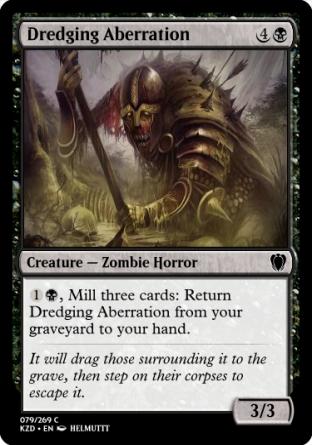 Dredging Aberration 4
Creature — Zombie Horror
1, Mill three cards: Return
Dredging Aberration from your
graveyard to your hand.
It will drag those surrounding it to the
grave, then step on their corpses to
escape it.
079/269 C
KZD • EN HELMUTTT
3/3